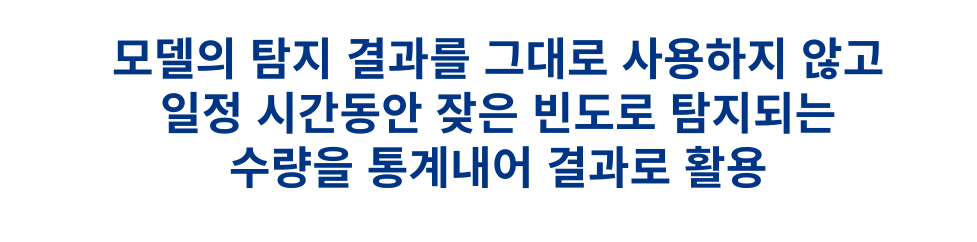 모델의 탐지 결과를 그대로 사용하지 않고
일정 시간동안 잦은 빈도로 탐지되는
수량을 통계내어 결과로 활용